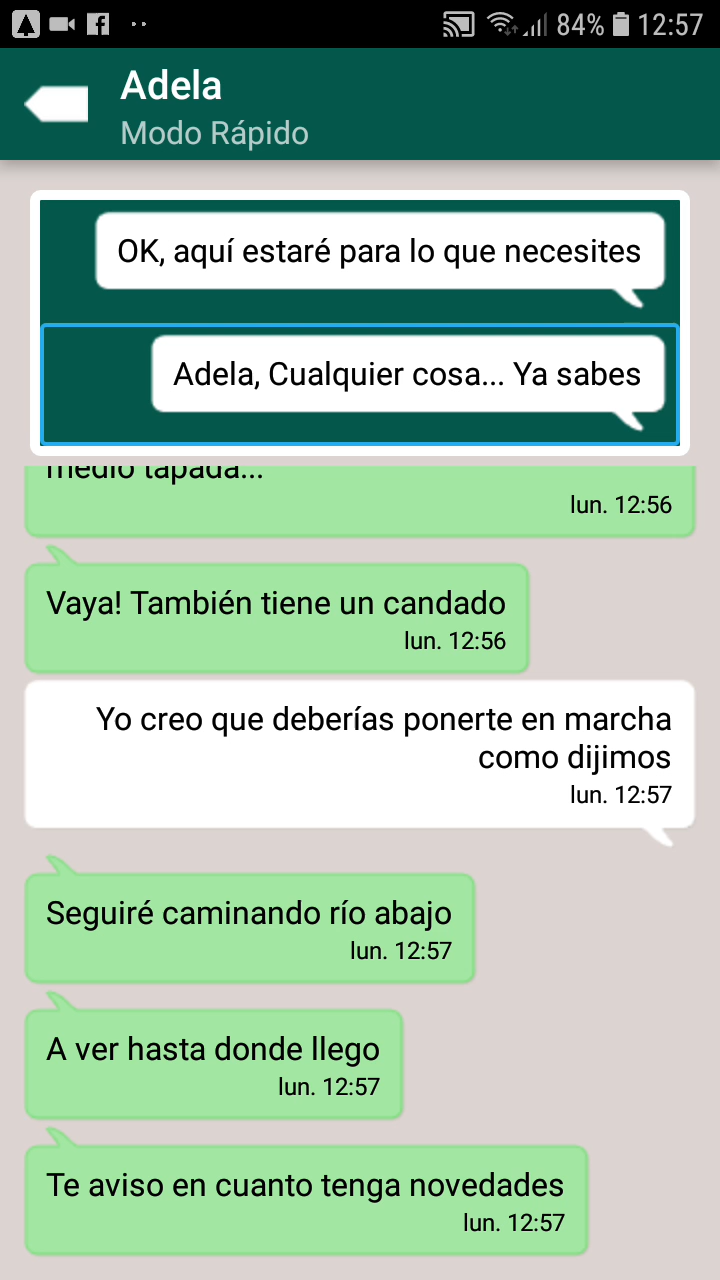 84% 12:57
Adela
Modo Rápido
OK, aquí estaré para lo que necesites
Adela, Cualquier cosa... Ya sabes
medio tapada...
lun. 12:56
Vaya! También tiene un candado
lun. 12:56
Yo creo que deberías ponerte en marcha
como dijimos
lun. 12:57
Seguiré caminando río abajo
lun. 12:57
A ver hasta donde llego
lun. 12:57
Te aviso en cuanto tenga novedades
lun. 12:57